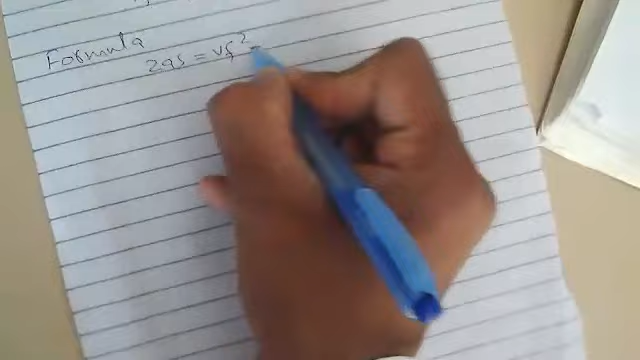 Formula
2as = vf² -